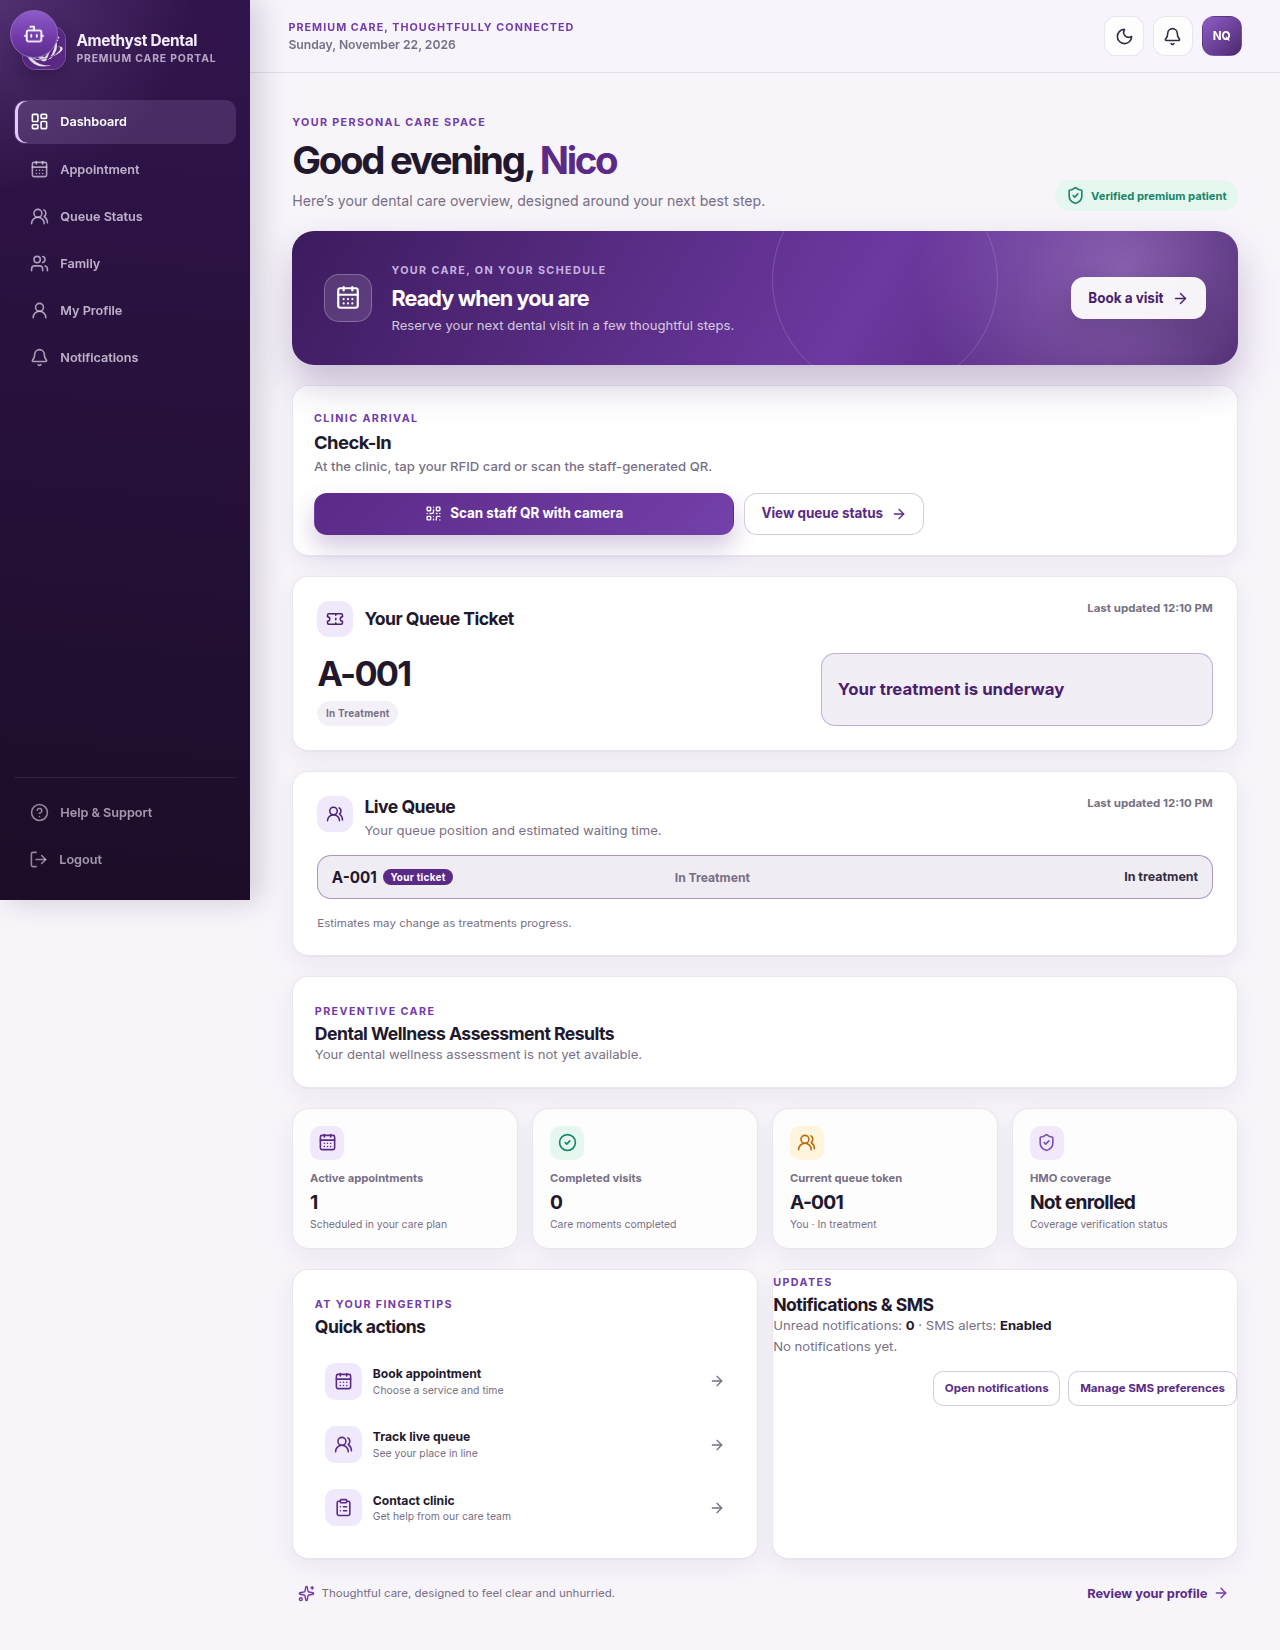 Amethyst Dental
PREMIUM CARE PORTAL
Dashboard
Appointment
Queue Status
Family
My Profile
Notifications
Help & Support
Logout
PREMIUM CARE, THOUGHTFULLY CONNECTED
Sunday, November 22, 2026
NQ
YOUR PERSONAL CARE SPACE
Good evening, Nico
Here's your dental care overview, designed around your next best step.
Verified premium patient
YOUR CARE, ON YOUR SCHEDULE
Ready when you are
Reserve your next dental visit in a few thoughtful steps.
Book a visit
CLINIC ARRIVAL
Check-In
At the clinic, tap your RFID card or scan the staff-generated QR.
Scan staff QR with camera
View queue status
Your Queue Ticket
Last updated 12:10 PM
A-001
In Treatment
Your treatment is underway
Live Queue
Your queue position and estimated waiting time.
Last updated 12:10 PM
A-001 Your ticket In Treatment In treatment
Estimates may change as treatments progress.
PREVENTIVE CARE
Dental Wellness Assessment Results
Your dental wellness assessment is not yet available.
Active appointments
1
Scheduled in your care plan
Completed visits
0
Care moments completed
Current queue token
A-001
You · In treatment
HMO coverage
Not enrolled
Coverage verification status
AT YOUR FINGERTIPS
Quick actions
Book appointment
Choose a service and time
Track live queue
See your place in line
Contact clinic
Get help from our care team
UPDATES
Notifications & SMS
Unread notifications: 0 · SMS alerts: Enabled
No notifications yet.
Open notifications
Manage SMS preferences
Thoughtful care, designed to feel clear and unhurried.
Review your profile